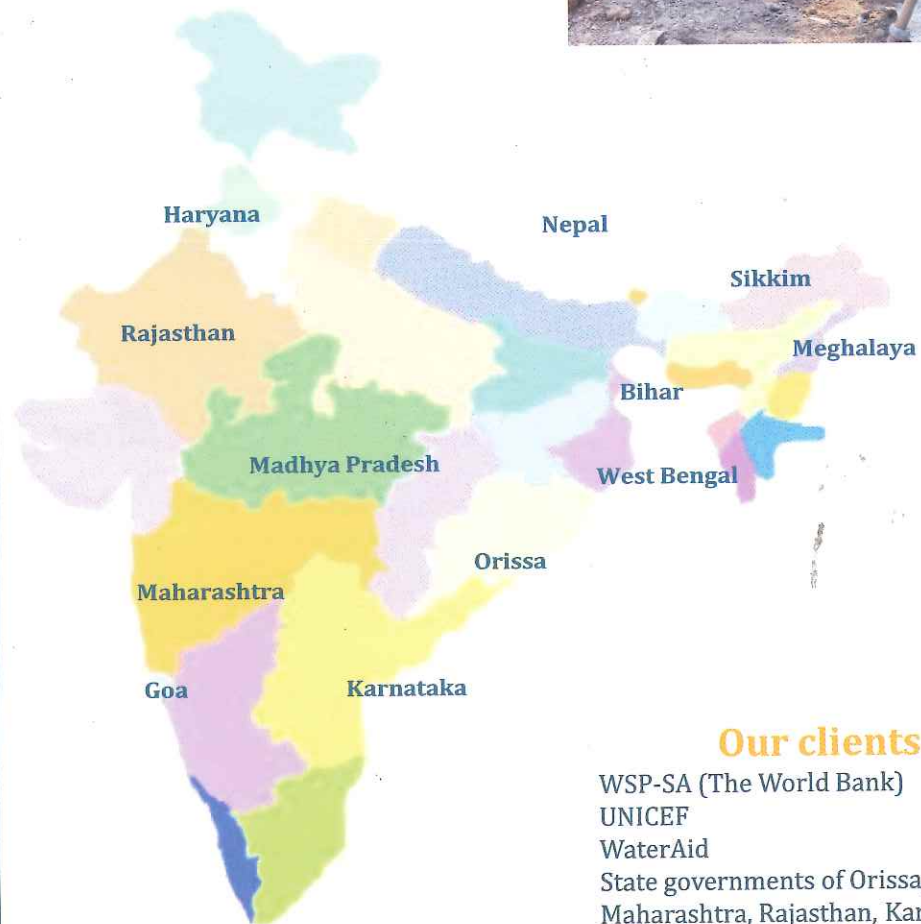 Haryana
Nepal
Sikkim
Rajasthan
Meghalaya
Bihar
Madhya Pradesh
West Bengal
Orissa
Maharashtra
Goa
Karnataka
Our clients
WSP-SA (The World Bank)
UNICEF
WaterAid
State governments of Orissa
Maharashtra, Rajasthan, Kar